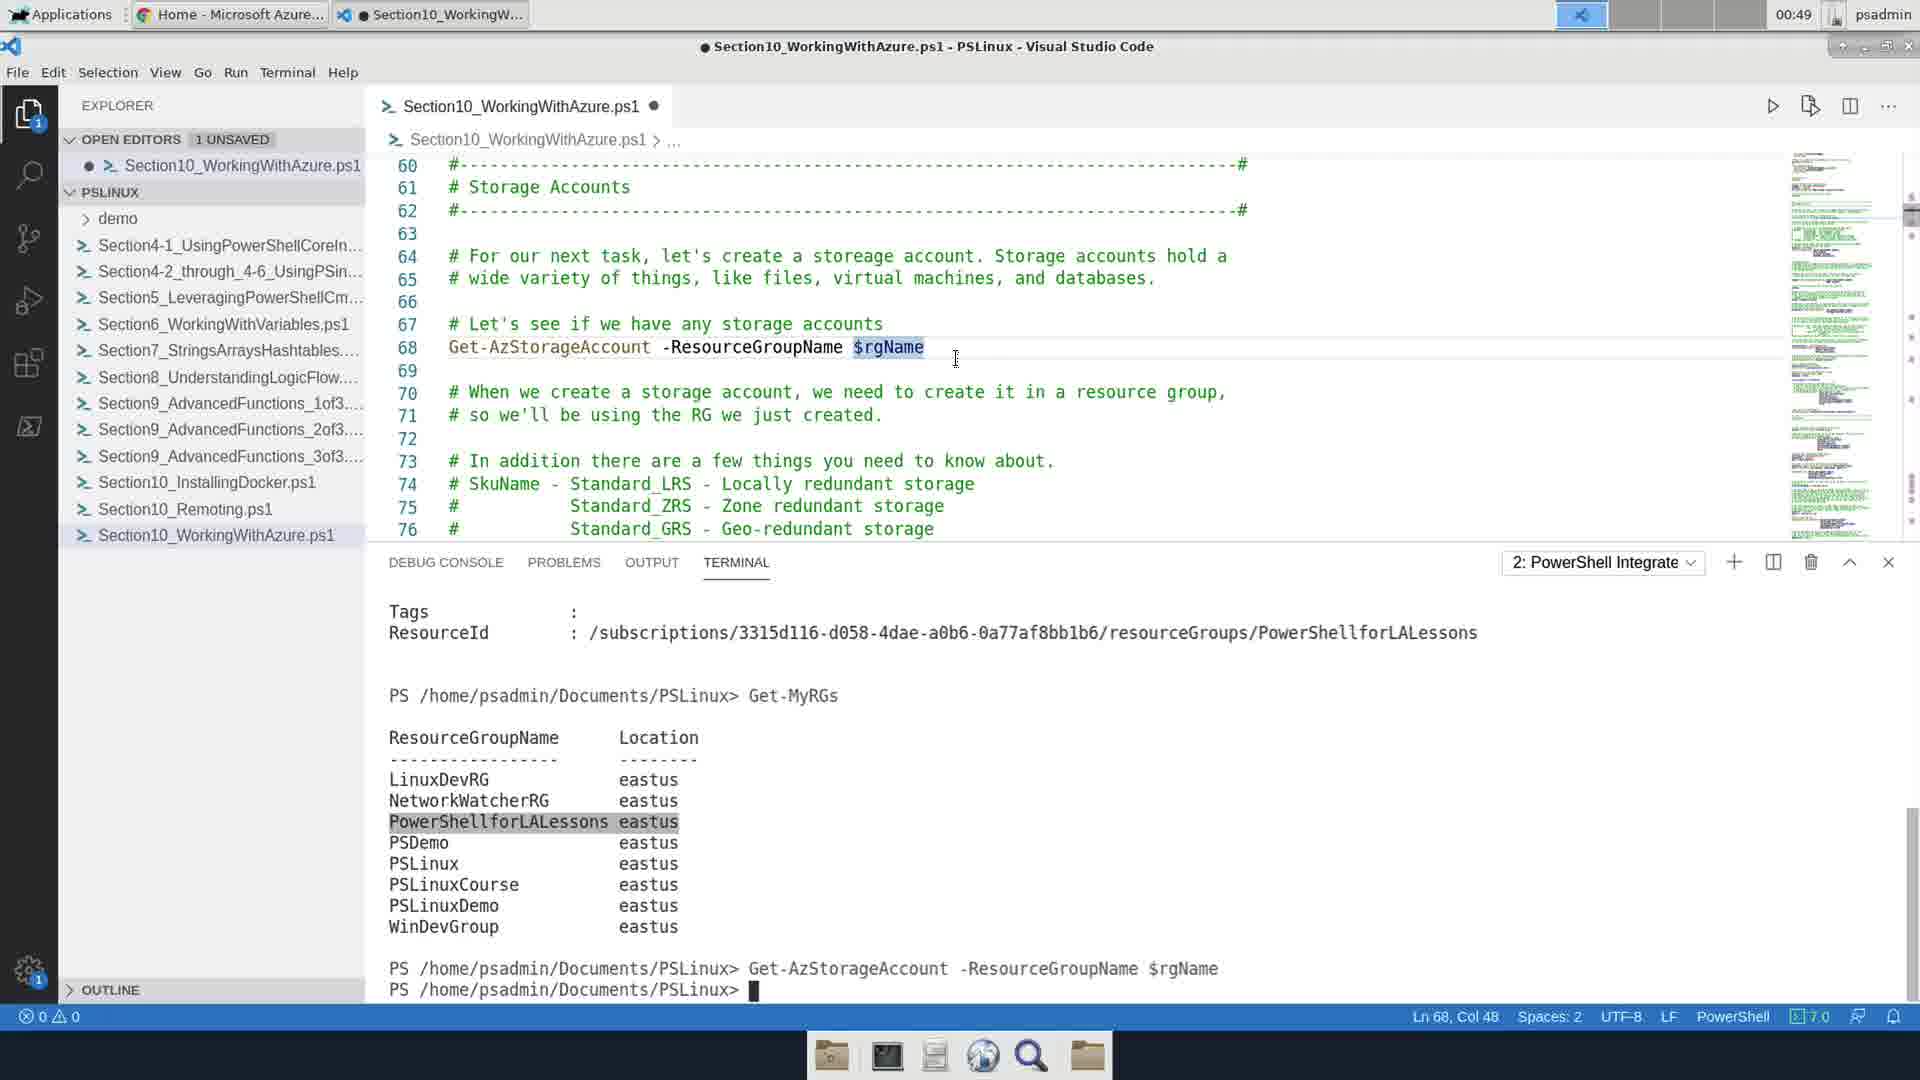 Applications
Home - Microsoft Azure...
● Section10_WorkingW...
00:49
psadmin
● Section10_WorkingWithAzure.ps1 - PSLinux - Visual Studio Code
File Edit Selection View Go Run Terminal Help
EXPLORER
OPEN EDITORS 1 UNSAVED
● Section10_WorkingWithAzure.ps1
PSLINUX
demo
Section4-1_UsingPowerShellCoreIn...
Section4-2_through_4-6_UsingPSin...
Section5_LeveragingPowerShellCm...
Section6_WorkingWithVariables.ps1
Section7_StringsArraysHashtables....
Section8_UnderstandingLogicFlow....
Section9_AdvancedFunctions_1of3....
Section9_AdvancedFunctions_2of3....
Section9_AdvancedFunctions_3of3....
Section10_InstallingDocker.ps1
Section10_Remoting.ps1
Section10_WorkingWithAzure.ps1
OUTLINE
1
1
Section10_WorkingWithAzure.ps1 ●
Section10_WorkingWithAzure.ps1 > ...
60 #-----------------------------------------------------------------------------#
61 # Storage Accounts
62 #-----------------------------------------------------------------------------#
63
64 # For our next task, let's create a storeage account. Storage accounts hold a
65 # wide variety of things, like files, virtual machines, and databases.
66
67 # Let's see if we have any storage accounts
68 Get-AzStorageAccount -ResourceGroupName $rgName
69
70 # When we create a storage account, we need to create it in a resource group,
71 # so we'll be using the RG we just created.
72
73 # In addition there are a few things you need to know about.
74 # SkuName - Standard_LRS - Locally redundant storage
75 #           Standard_ZRS - Zone redundant storage
76 #           Standard_GRS - Geo-redundant storage
DEBUG CONSOLE PROBLEMS OUTPUT TERMINAL
2: PowerShell Integrate
Tags              :
ResourceId        : /subscriptions/3315d116-d058-4dae-a0b6-0a77af8bb1b6/resourceGroups/PowerShellforLALessons
PS /home/psadmin/Documents/PSLinux> Get-MyRGs
ResourceGroupName      Location
-----------------      --------
LinuxDevRG             eastus
NetworkWatcherRG       eastus
PowerShellforLALessons eastus
PSDemo                 eastus
PSLinux                eastus
PSLinuxCourse          eastus
PSLinuxDemo            eastus
WinDevGroup            eastus
PS /home/psadmin/Documents/PSLinux> Get-AzStorageAccount -ResourceGroupName $rgName
PS /home/psadmin/Documents/PSLinux>
0 0
Ln 68, Col 48
Spaces: 2
UTF-8
LF
PowerShell
7.0